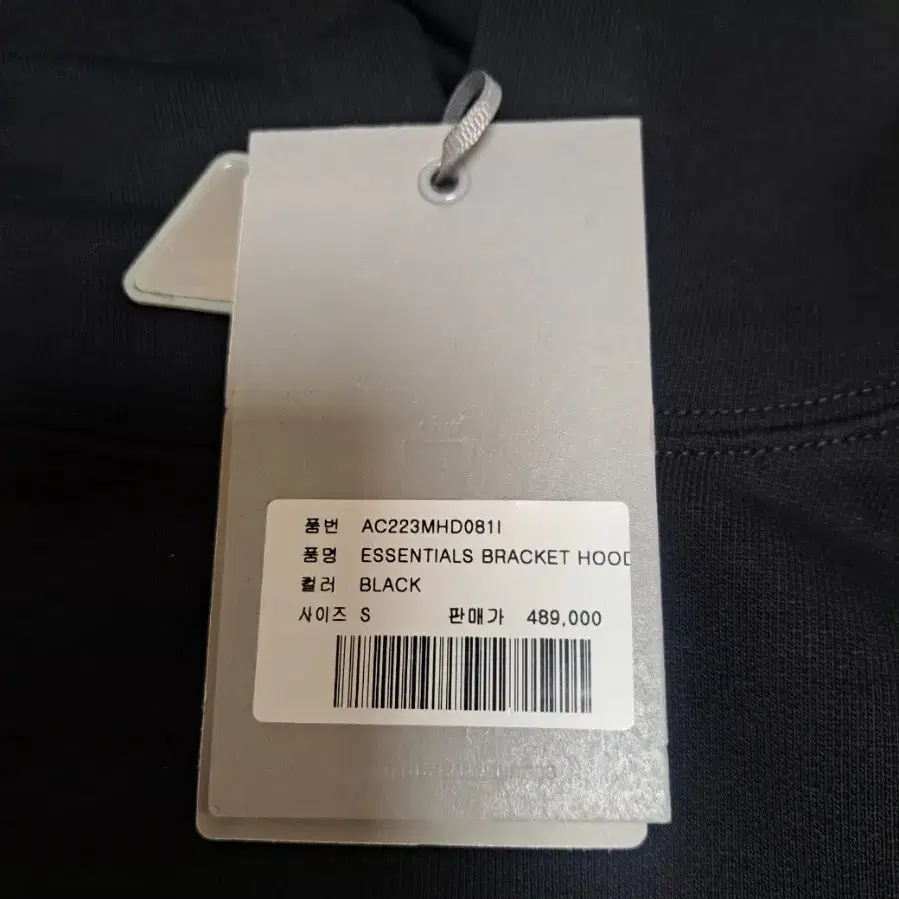 품번 AC223MHD081I
품명 ESSENTIALS BRACKET HOOD
컬러 BLACK
사이즈 S 판매가 489,000